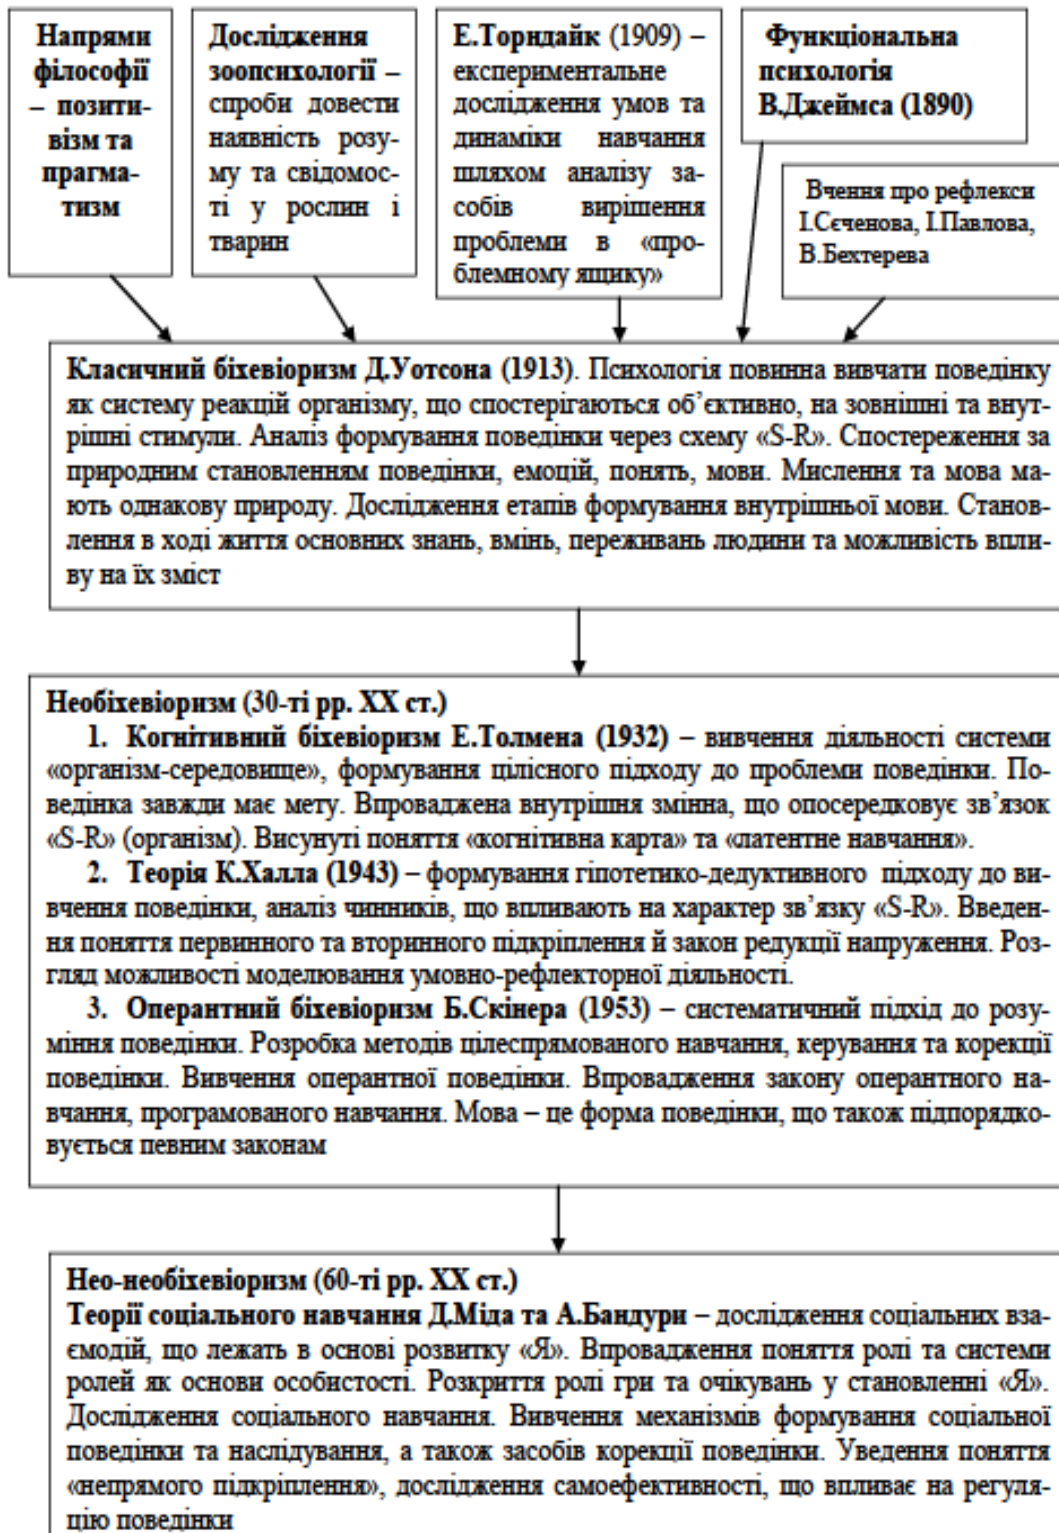 Напрями
філософії
– позити-
візм та
прагма-
тизм
Дослідження
зоопсихології –
спроби довести
наявність розу-
му та свідомос-
ті у рослин і
тварин
Е.Торндайк (1909) –
експериментальне
дослідження умов та
динаміки навчання
шляхом аналізу за-
собів вирішення
проблеми в «про-
блемному ящику»
Функціональна
психологія
В.Джеймса (1890)
Вчення про рефлекси
І.Сєченова, І.Павлова,
В.Бехтерева
Класичний біхевіоризм Д.Уотсона (1913). Психологія повинна вивчати поведінку
як систему реакцій організму, що спостерігаються об’єктивно, на зовнішні та внут-
рішні стимули. Аналіз формування поведінки через схему «S-R». Спостереження за
природним становленням поведінки, емоцій, понять, мови. Мислення та мова ма-
ють однакову природу. Дослідження етапів формування внутрішньої мови. Станов-
лення в ході життя основних знань, вмінь, переживань людини та можливість впли-
ву на їх зміст
Необіхевіоризм (30-ті рр. ХХ ст.)
1. Когнітивний біхевіоризм Е.Толмена (1932) – вивчення діяльності системи
«організм-середовище», формування цілісного підходу до проблеми поведінки. По-
ведінка завжди має мету. Впроваджена внутрішня змінна, що опосередковує зв’язок
«S-R» (організм). Висунуті поняття «когнітивна карта» та «латентне навчання».
2. Теорія К.Халла (1943) – формування гіпотетико-дедуктивного підходу до ви-
вчення поведінки, аналіз чинників, що впливають на характер зв’язку «S-R». Введен-
ня поняття первинного та вторинного підкріплення й закон редукції напруження. Роз-
гляд можливості моделювання умовно-рефлекторної діяльності.
3. Оперантний біхевіоризм Б.Скінера (1953) – систематичний підхід до розу-
міння поведінки. Розробка методів цілеспрямованого навчання, керування та корекції
поведінки. Вивчення оперантної поведінки. Впровадження закону оперантного на-
вчання, програмованого навчання. Мова – це форма поведінки, що також підпорядко-
вується певним законам
Нео-необіхевіоризм (60-ті рр. ХХ ст.)
Теорії соціального навчання Д.Міда та А.Бандури – дослідження соціальних вза-
ємодій, що лежать в основі розвитку «Я». Впровадження поняття ролі та системи
ролей як основи особистості. Розкриття ролі гри та очікувань у становленні «Я».
Дослідження соціального навчання. Вивчення механізмів формування соціальної
поведінки та наслідування, а також засобів корекції поведінки. Уведення поняття
«непрямого підкріплення», дослідження самоефективності, що впливає на регуля-
цію поведінки